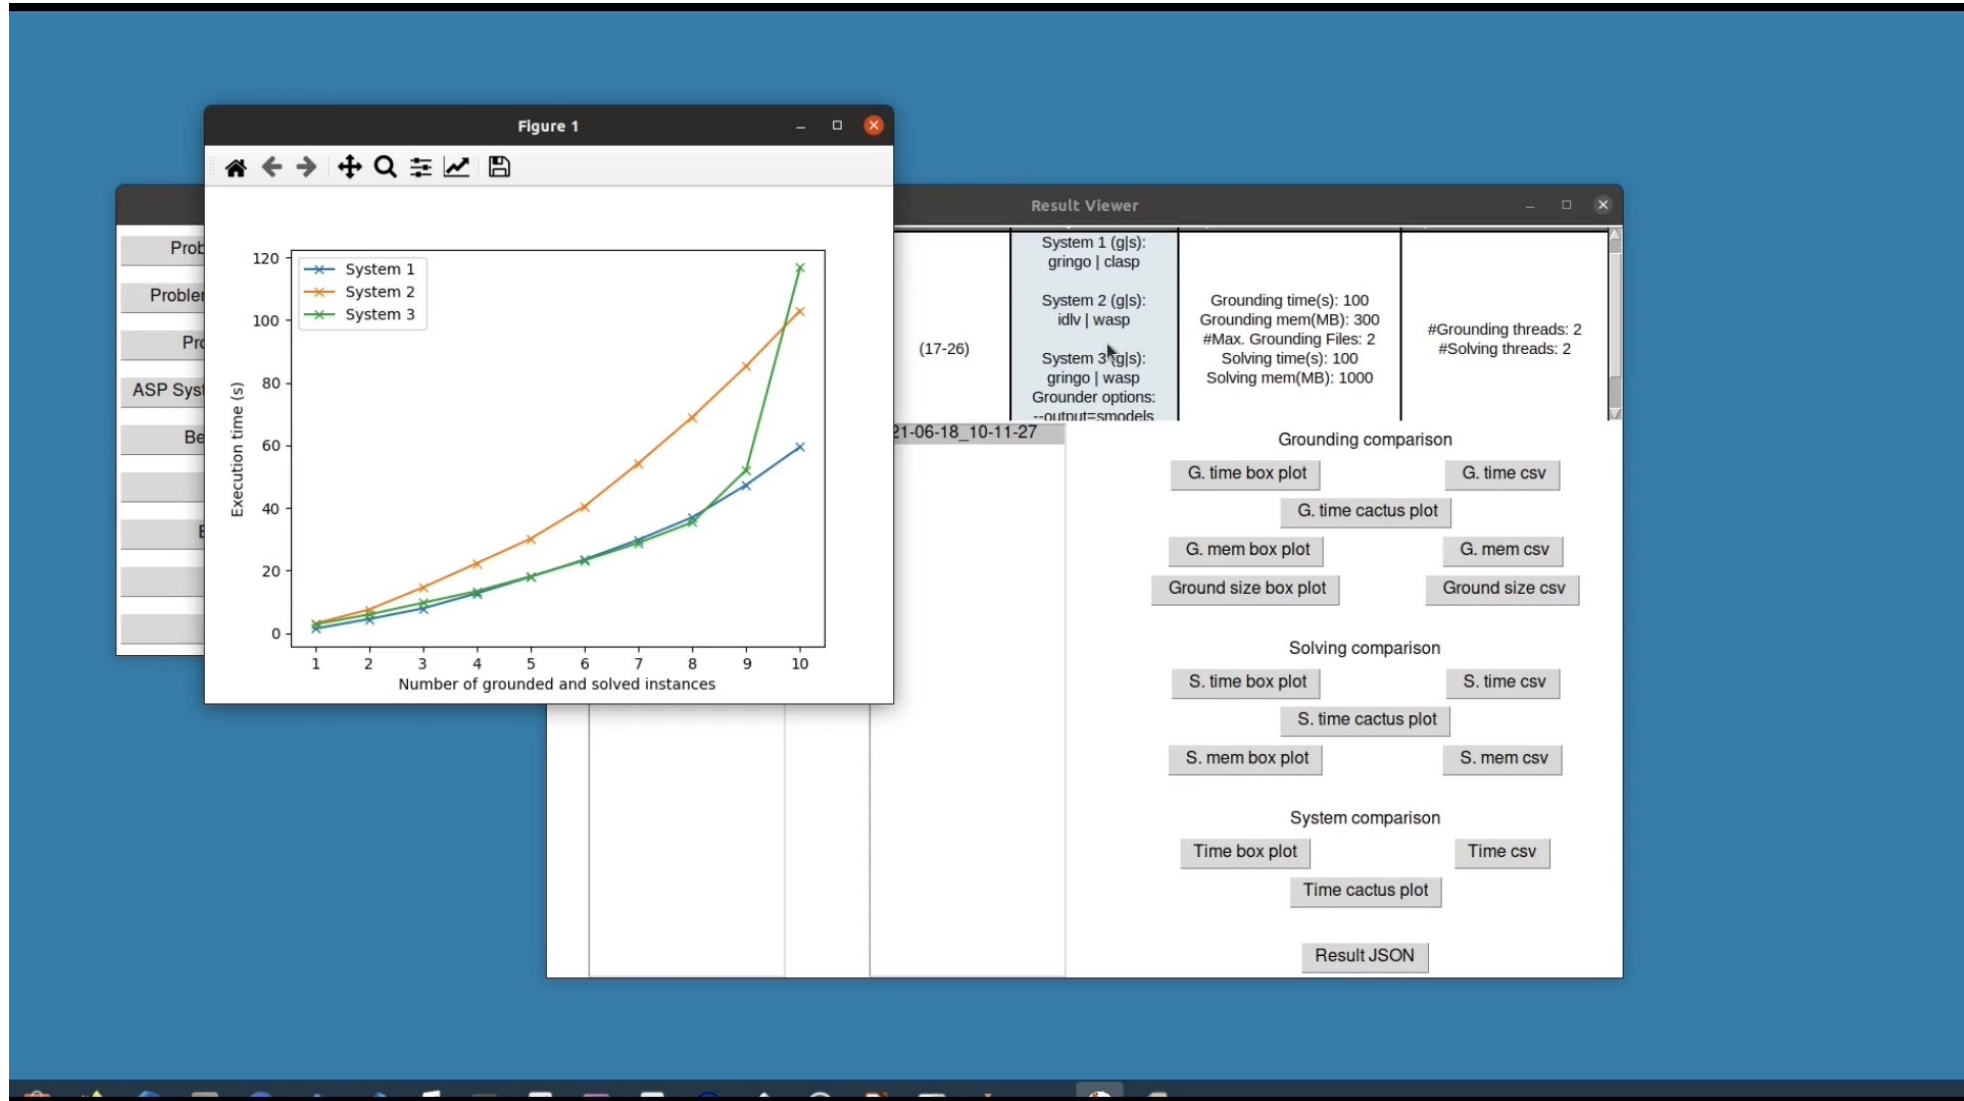 Figure 1
Result Viewer
120
100
80
60
40
20
0
Execution time (s)
System 1
System 2
System 3
1 2 3 4 5 6 7 8 9 10
Number of grounded and solved instances
(17-26)
System 1 (g|s):
gringo | clasp
System 2 (g|s):
idlv | wasp
System 3 (g|s):
gringo | wasp
Grounder options:
--output=smodels
Grounding time(s): 100
Grounding mem(MB): 300
#Max. Grounding Files: 2
Solving time(s): 100
Solving mem(MB): 1000
#Grounding threads: 2
#Solving threads: 2
21-06-18_10-11-27
Grounding comparison
G. time box plot
G. time csv
G. time cactus plot
G. mem box plot
G. mem csv
Ground size box plot
Ground size csv
Solving comparison
S. time box plot
S. time csv
S. time cactus plot
S. mem box plot
S. mem csv
System comparison
Time box plot
Time csv
Time cactus plot
Result JSON